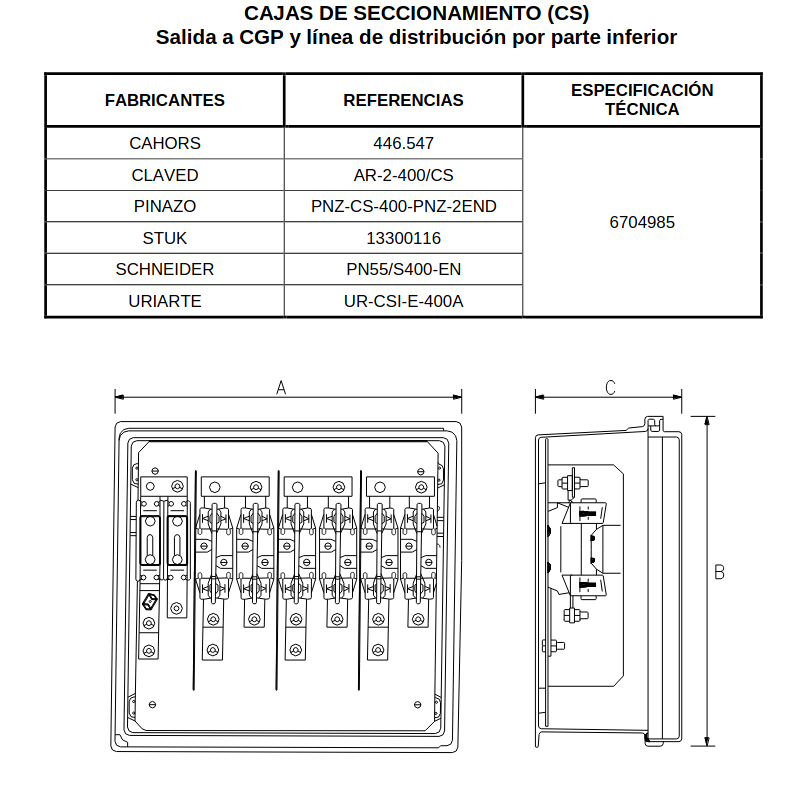 CAJAS DE SECCIONAMIENTO (CS)
Salida a CGP y línea de distribución por parte inferior
FABRICANTES REFERENCIAS ESPECIFICACIÓN TÉCNICA
CAHORS 446.547
CLAVED AR-2-400/CS
PINAZO PNZ-CS-400-PNZ-2END
STUK 13300116
SCHNEIDER PN55/S400-EN
URIARTE UR-CSI-E-400A
6704985
A
C
B